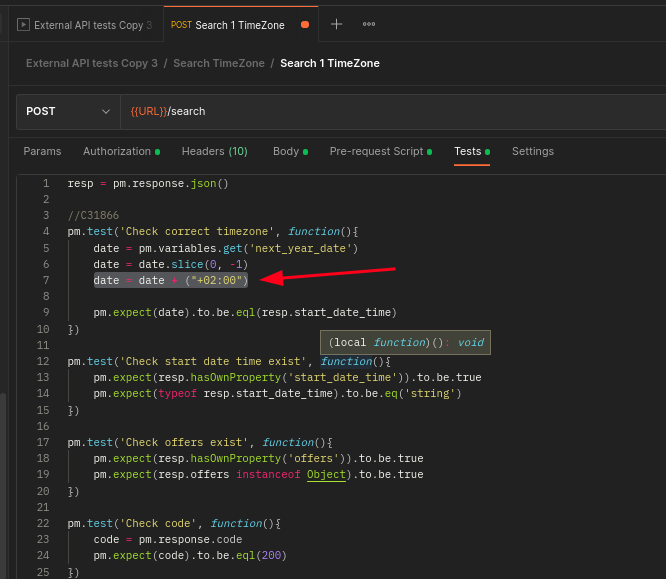 External API tests Copy 3
POST Search 1 TimeZone
External API tests Copy 3 / Search TimeZone / Search 1 TimeZone
POST {{URL}}/search
Params Authorization Headers (10) Body Pre-request Script Tests Settings
1 resp = pm.response.json()
2
3 //C31866
4 pm.test('Check correct timezone', function(){
5 date = pm.variables.get('next_year_date')
6 date = date.slice(0, -1)
7 date = date + ("+02:00")
8
9 pm.expect(date).to.be.eql(resp.start_date_time)
10 })
(local function)(): void
11
12 pm.test('Check start date time exist', function(){
13 pm.expect(resp.hasOwnProperty('start_date_time')).to.be.true
14 pm.expect(typeof resp.start_date_time).to.be.eq('string')
15 })
16
17 pm.test('Check offers exist', function(){
18 pm.expect(resp.hasOwnProperty('offers')).to.be.true
19 pm.expect(resp.offers instanceof Object).to.be.true
20 })
21
22 pm.test('Check code', function(){
23 code = pm.response.code
24 pm.expect(code).to.be.eql(200)
25 })